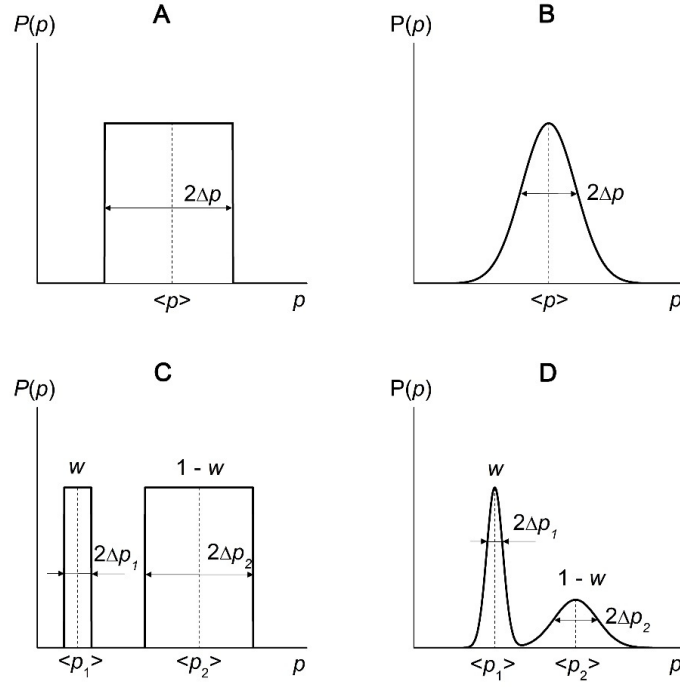 A
P(p)
2Δp
<p>
p
B
P(p)
2Δp
<p>
p
C
P(p)
w
1 - w
2Δp₁
2Δp₂
<p₁>
<p₂>
p
D
P(p)
w
2Δp₁
1 - w
2Δp₂
<p₁>
<p₂>
p